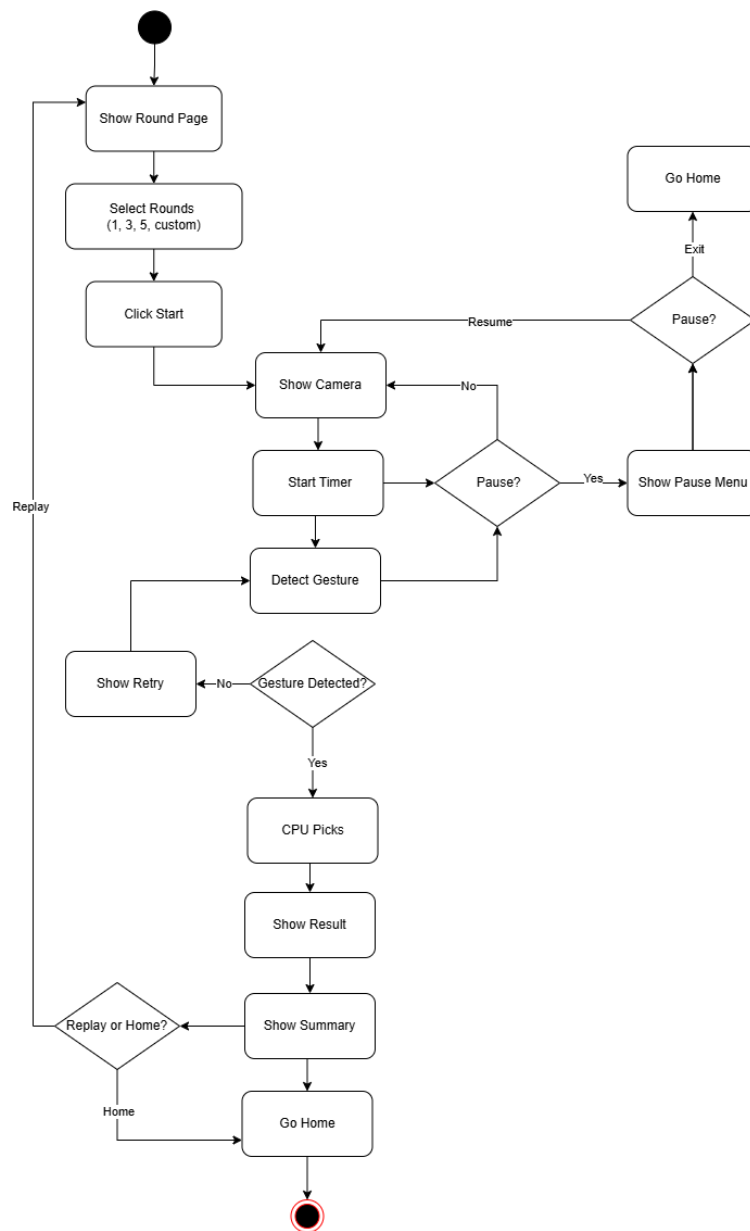 Show Round Page
Go Home
Select Rounds
(1, 3, 5, custom)
Exit
Click Start
Resume
Pause?
Show Camera
No
Start Timer
Pause?
Yes
Show Pause Menu
Replay
Detect Gesture
Show Retry
No
Gesture Detected?
Yes
CPU Picks
Show Result
Replay or Home?
Show Summary
Home
Go Home